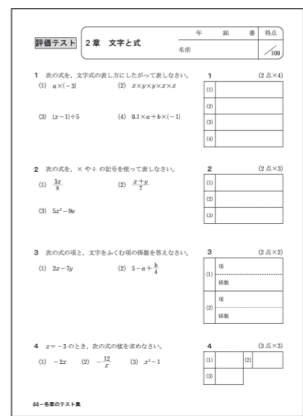 評価テスト 2章 文字と式
年 組 番 得点
名前
/100
1 次の式を，文字式の表し方にしたがって表しなさい。
(1) a×(−3) (2) x×y×y×x×x
(3) (x−1)÷5 (4) 0.1×a+b×(−1)
1 (2点×4)
(1)
(2)
(3)
(4)
2 次の式を，× や ÷ の記号を使って表しなさい。
(1) 3x/8 (2) (x+y)/7
(3) 5x²−9
2 (2点×3)
(1)
(2)
(3)
3 次の式の項と，文字をふくむ項の係数を答えなさい。
(1) 2x−7y (2) 5−a+b/4
3 (2点×2)
(1) 項
係数
(2) 項
係数
4 x=−3 のとき，次の式の値を求めなさい。
(1) −2x (2) −12/x (3) x²−1
4 (3点×3)
(1) (2)
(3)
44−各章のテスト集